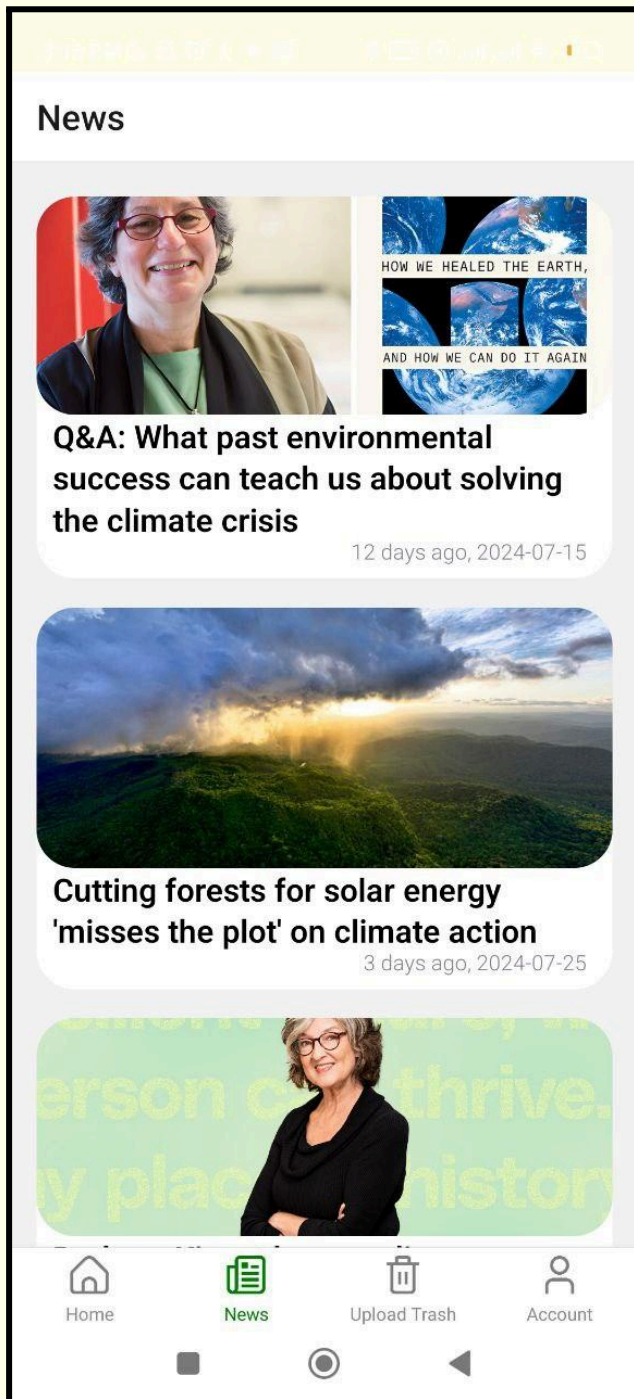 News
HOW WE HEALED THE EARTH,
AND HOW WE CAN DO IT AGAIN
Q&A: What past environmental
success can teach us about solving
the climate crisis
12 days ago, 2024-07-15
Cutting forests for solar energy
'misses the plot' on climate action
3 days ago, 2024-07-25
erson c thrive.
y plac history
Home
News
Upload Trash
Account